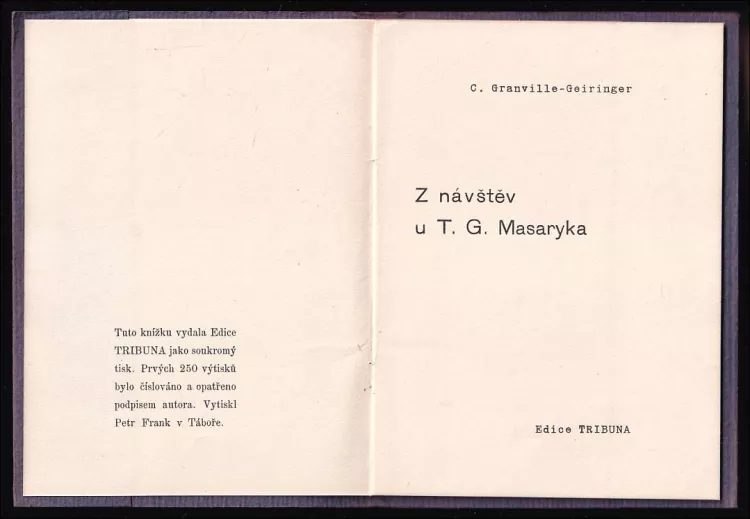 Tuto knížku vydala Edice
TRIBUNA jako soukromý
tisk. Prvých 250 výtisků
bylo číslováno a opatřeno
podpisem autora. Vytiskl
Petr Frank v Táboře.
C. Granville-Geiringer
Z návštěv
u T. G. Masaryka
Edice TRIBUNA